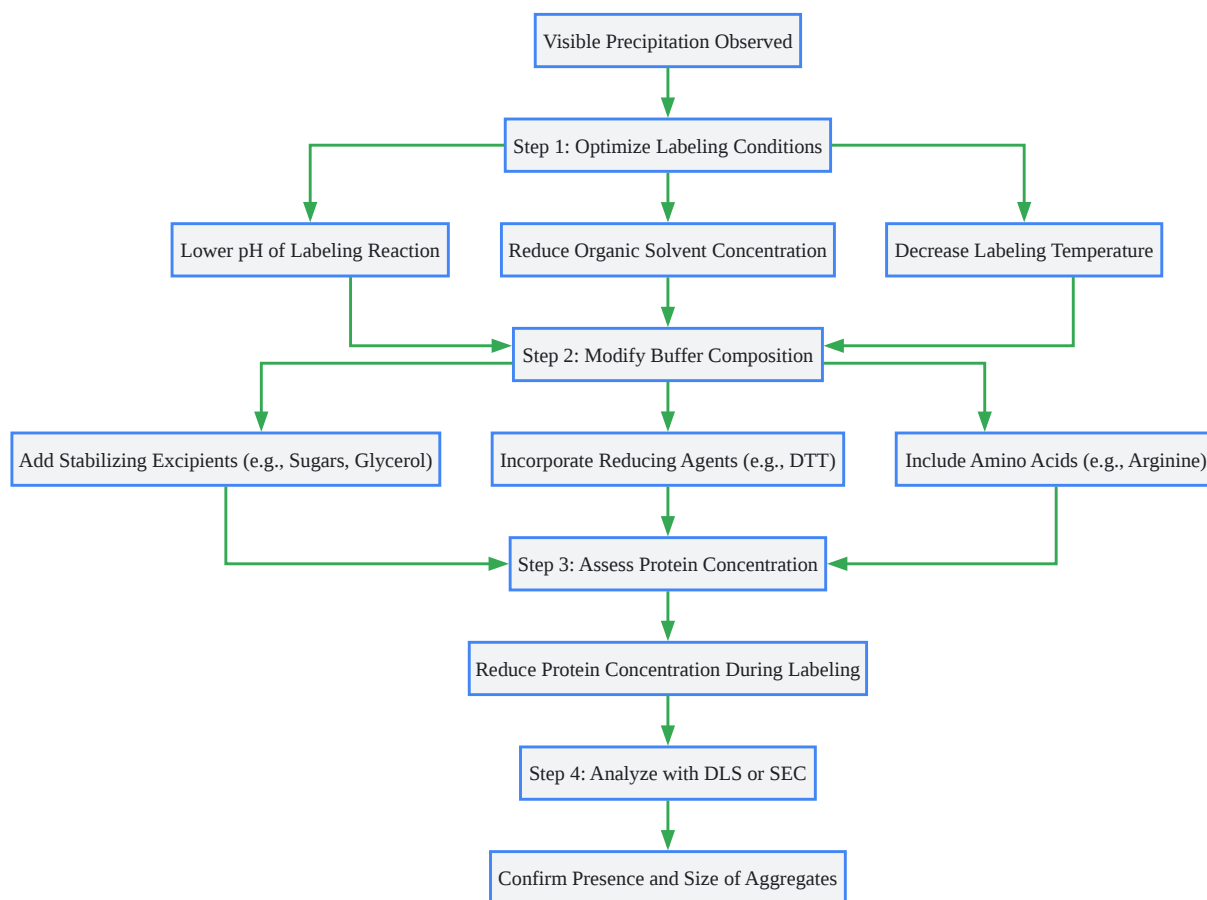 Visible Precipitation Observed
Step 1: Optimize Labeling Conditions
Lower pH of Labeling Reaction
Reduce Organic Solvent Concentration
Decrease Labeling Temperature
Step 2: Modify Buffer Composition
Add Stabilizing Excipients (e.g., Sugars, Glycerol)
Incorporate Reducing Agents (e.g., DTT)
Include Amino Acids (e.g., Arginine)
Step 3: Assess Protein Concentration
Reduce Protein Concentration During Labeling
Step 4: Analyze with DLS or SEC
Confirm Presence and Size of Aggregates